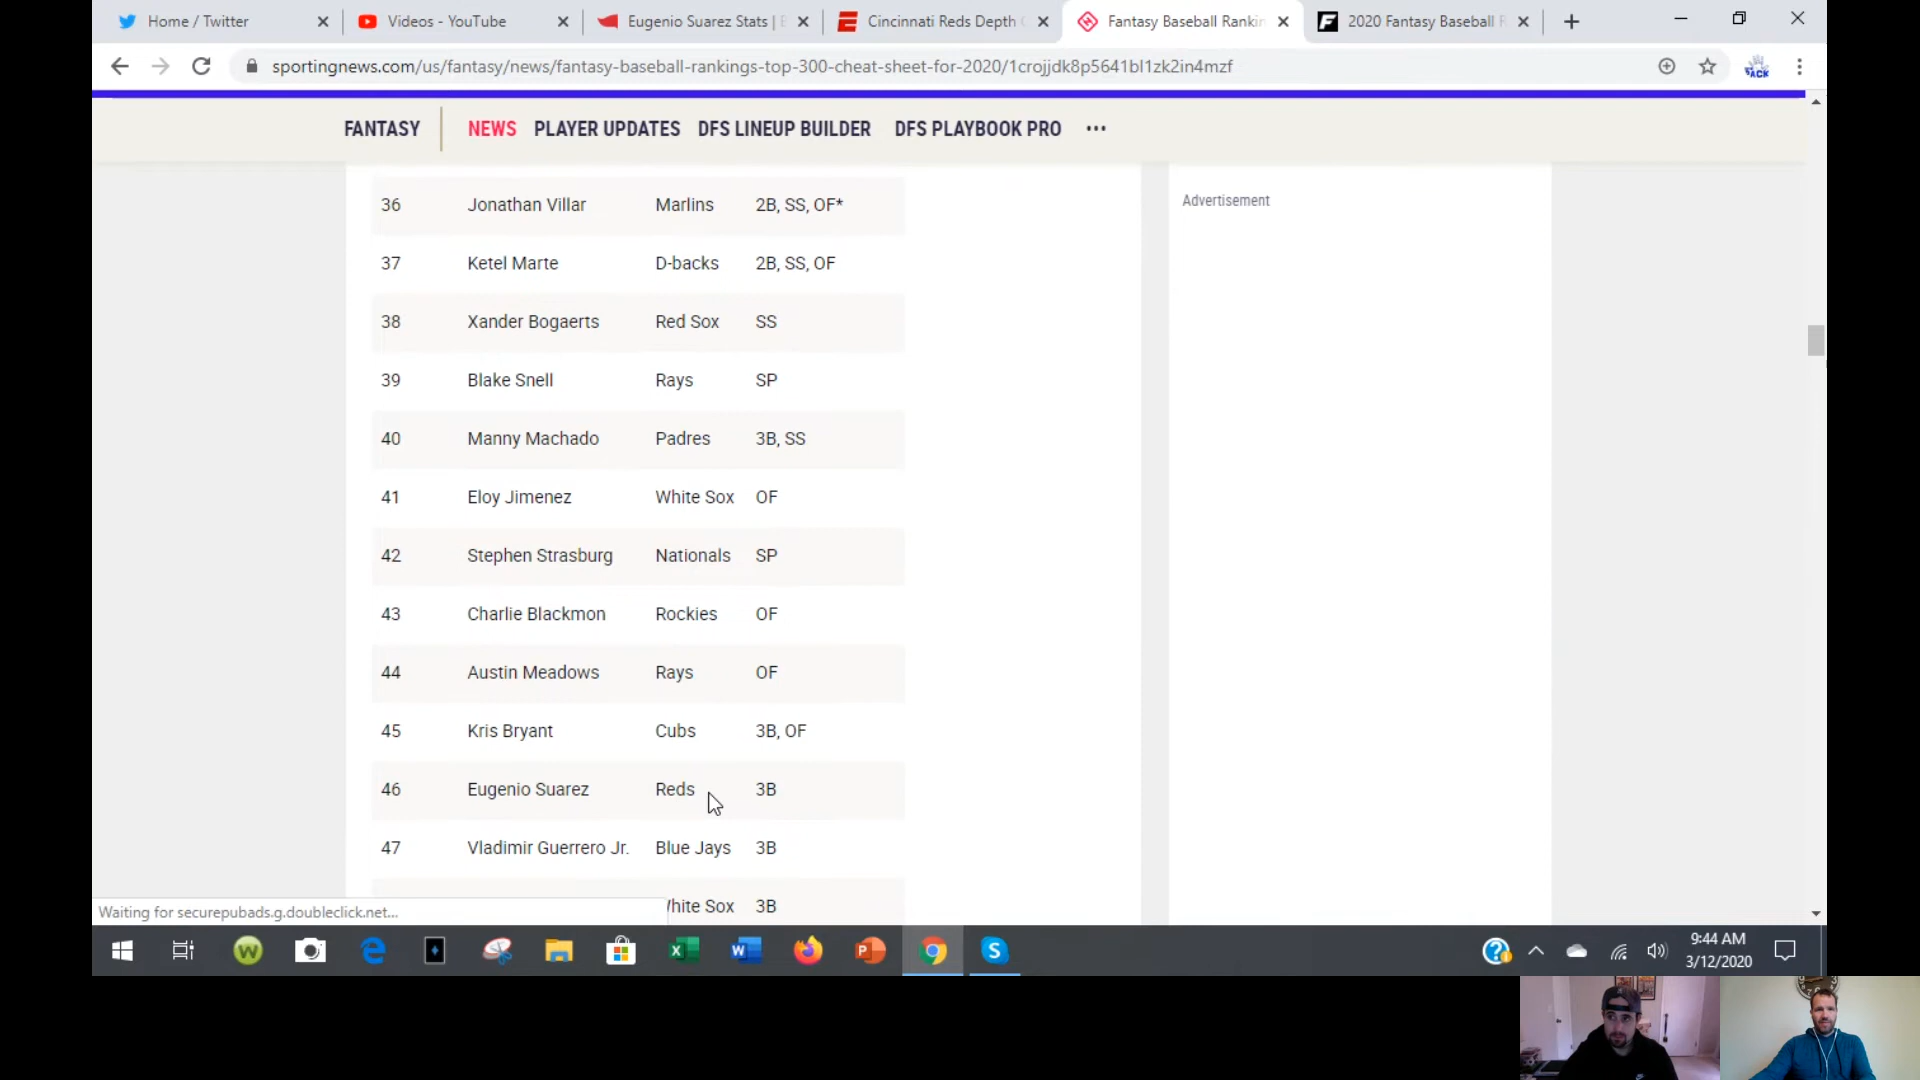 Home / Twitter
Videos - YouTube
Eugenio Suarez Stats |
Cincinnati Reds Depth
Fantasy Baseball Rankin
2020 Fantasy Baseball R
sportingnews.com/us/fantasy/news/fantasy-baseball-rankings-top-300-cheat-sheet-for-2020/1crojjdk8p5641bl1zk2in4mzf
FANTASY NEWS PLAYER UPDATES DFS LINEUP BUILDER DFS PLAYBOOK PRO •••
36 Jonathan Villar Marlins 2B, SS, OF*
37 Ketel Marte D-backs 2B, SS, OF
38 Xander Bogaerts Red Sox SS
39 Blake Snell Rays SP
40 Manny Machado Padres 3B, SS
41 Eloy Jimenez White Sox OF
42 Stephen Strasburg Nationals SP
43 Charlie Blackmon Rockies OF
44 Austin Meadows Rays OF
45 Kris Bryant Cubs 3B, OF
46 Eugenio Suarez Reds 3B
47 Vladimir Guerrero Jr. Blue Jays 3B
White Sox 3B
Advertisement
Waiting for securepubads.g.doubleclick.net...
9:44 AM
3/12/2020